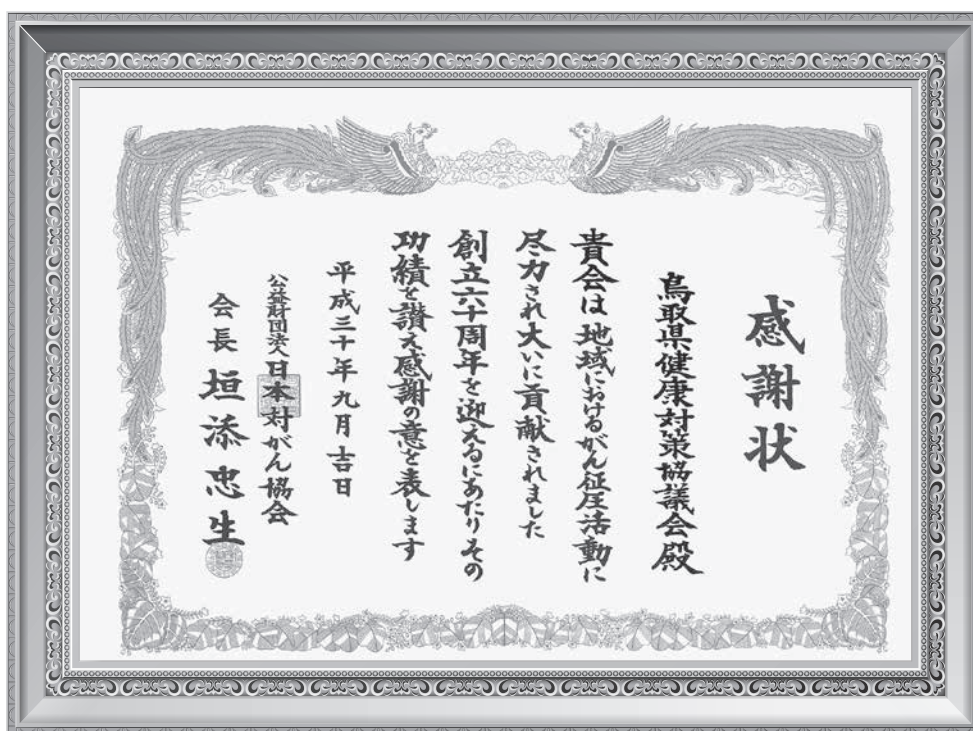 感謝状
鳥取県健康対策協議会殿
貴会は地域におけるがん征圧活動に
尽力され大いに貢献されました
創立六十周年を迎えるにあたりその
功績を讃え感謝の意を表します
平成三十年九月吉日
公益財団法人日本対がん協会
会長 垣添忠生